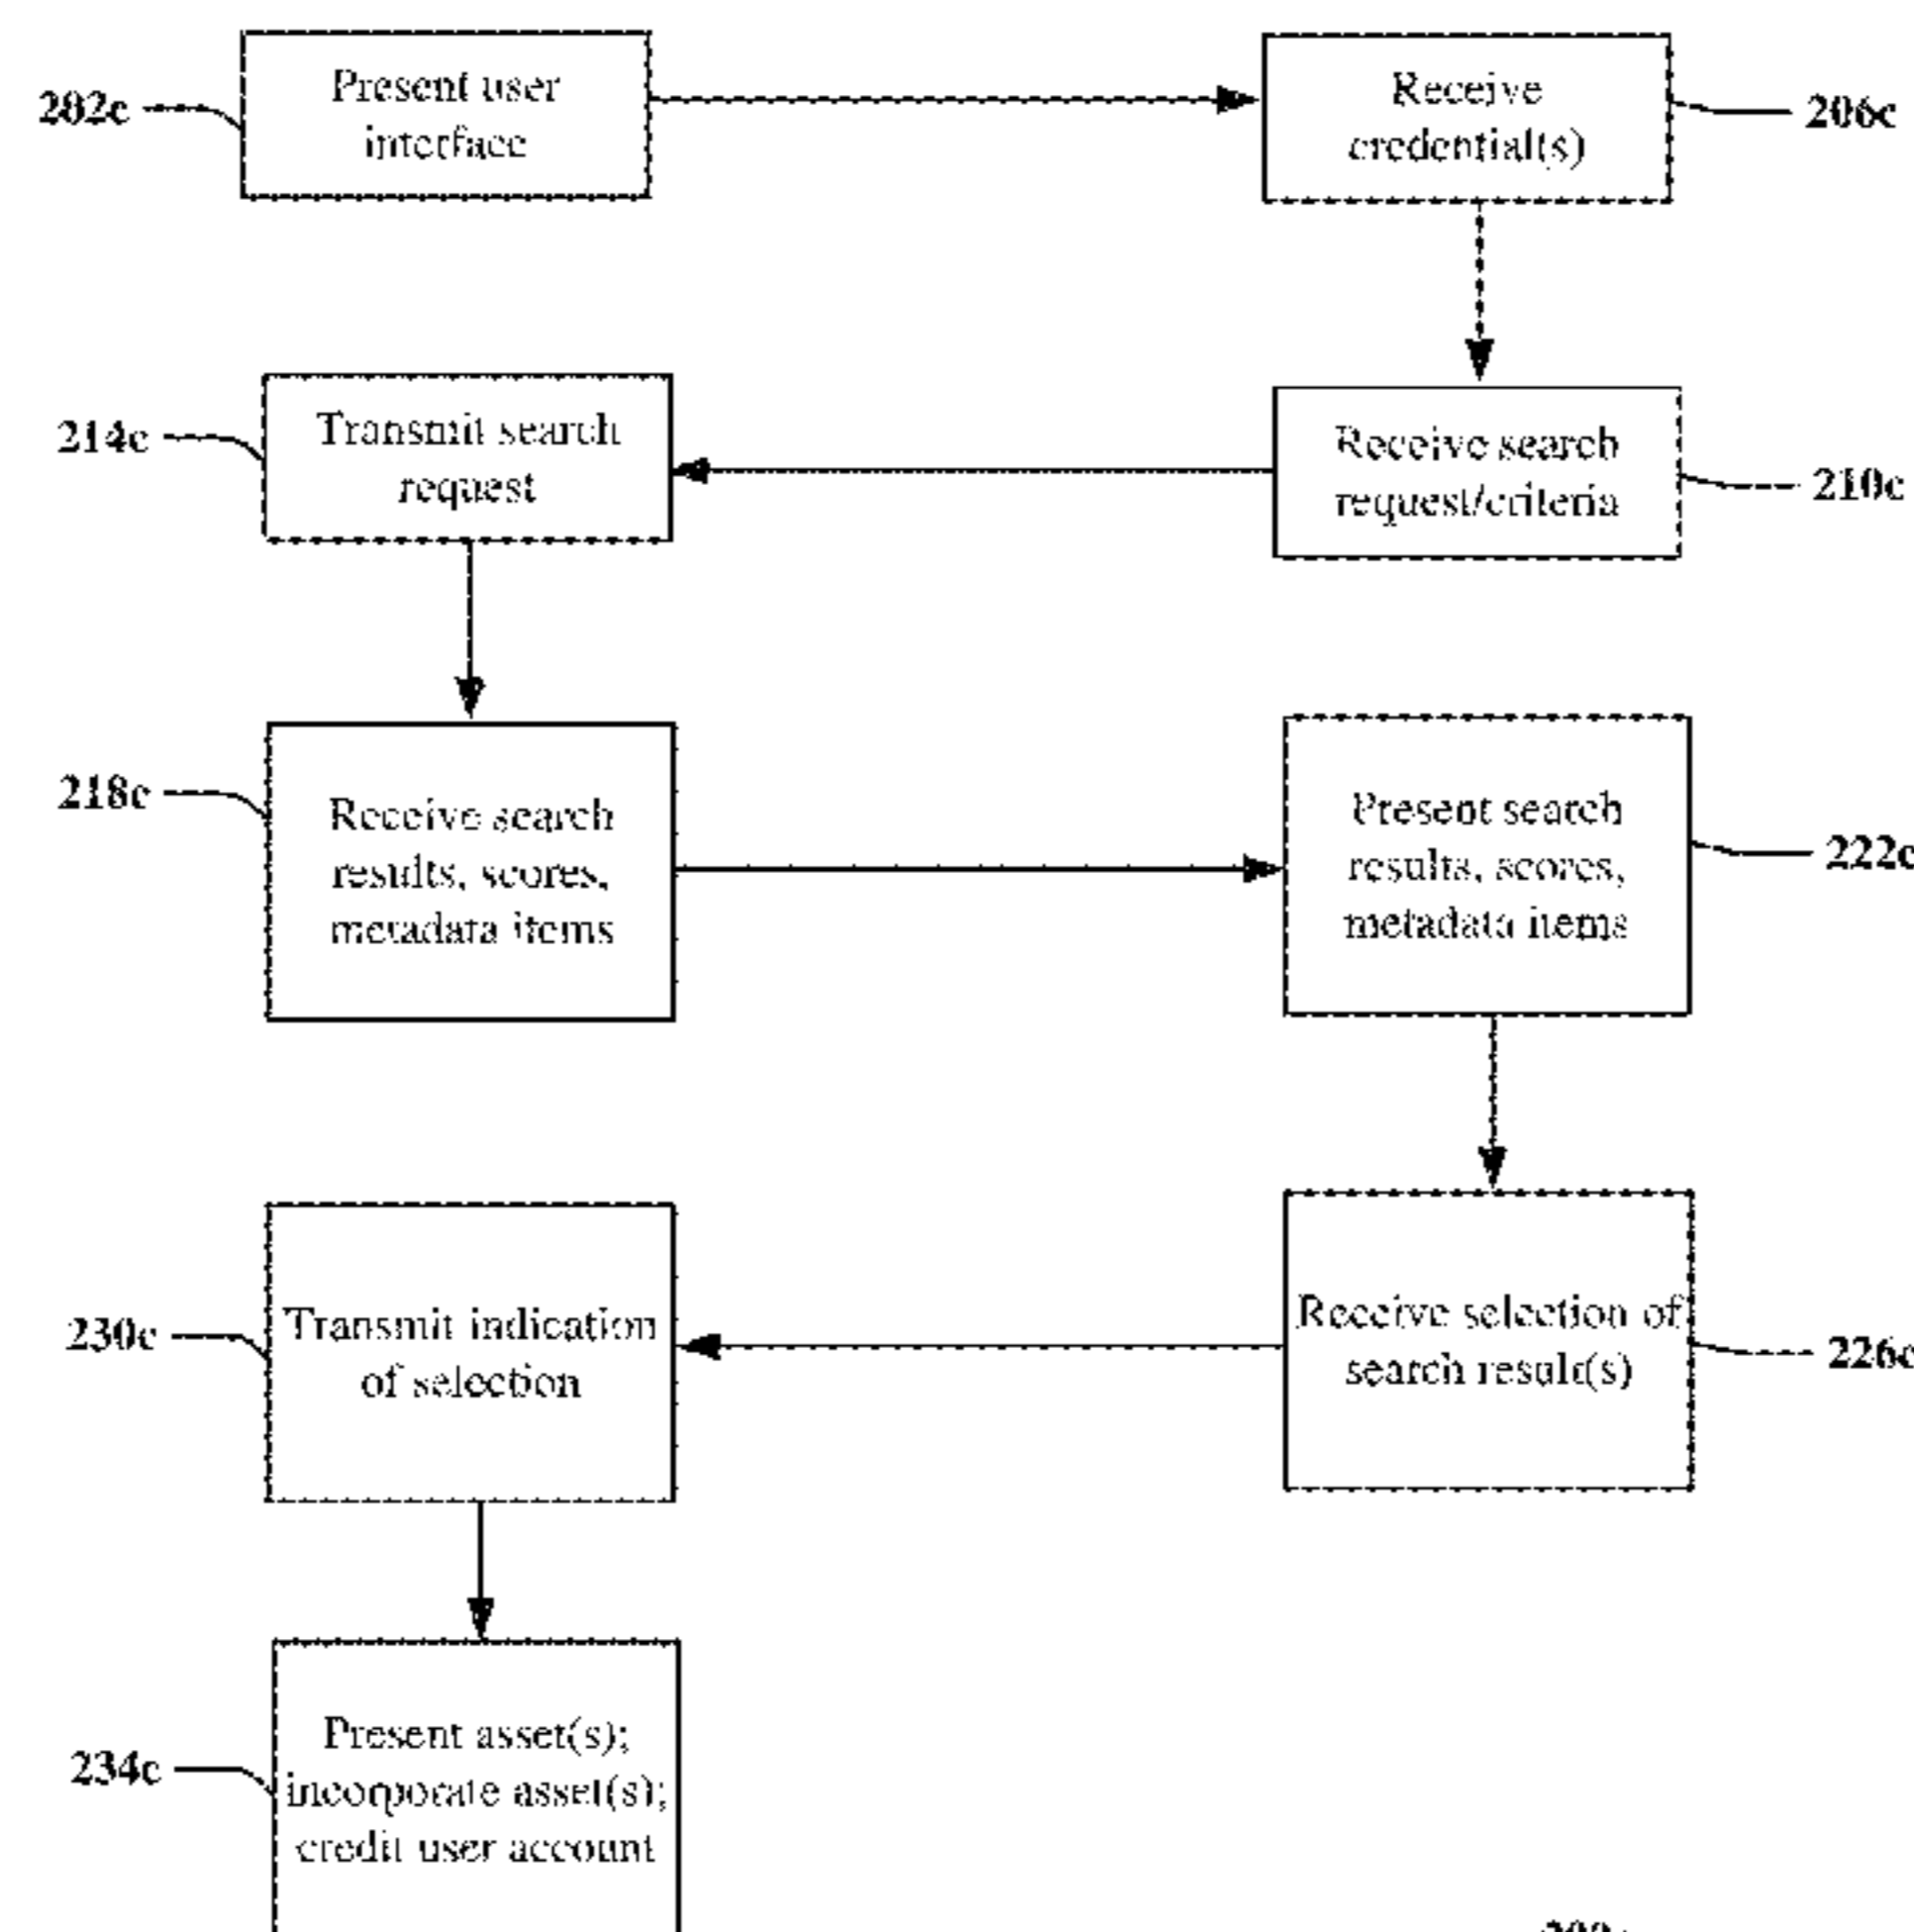 202c
Present user
interface
Receive
credential(s)
206c
214c
Transmit search
request
Receive search
request/criteria
210c
218c
Receive search
results, scores,
metadata items
Present search
results, scores,
metadata items
222c
230c
Transmit indication
of selection
Receive selection of
search result(s)
226c
234c
Present asset(s);
incorporate asset(s);
credit user account